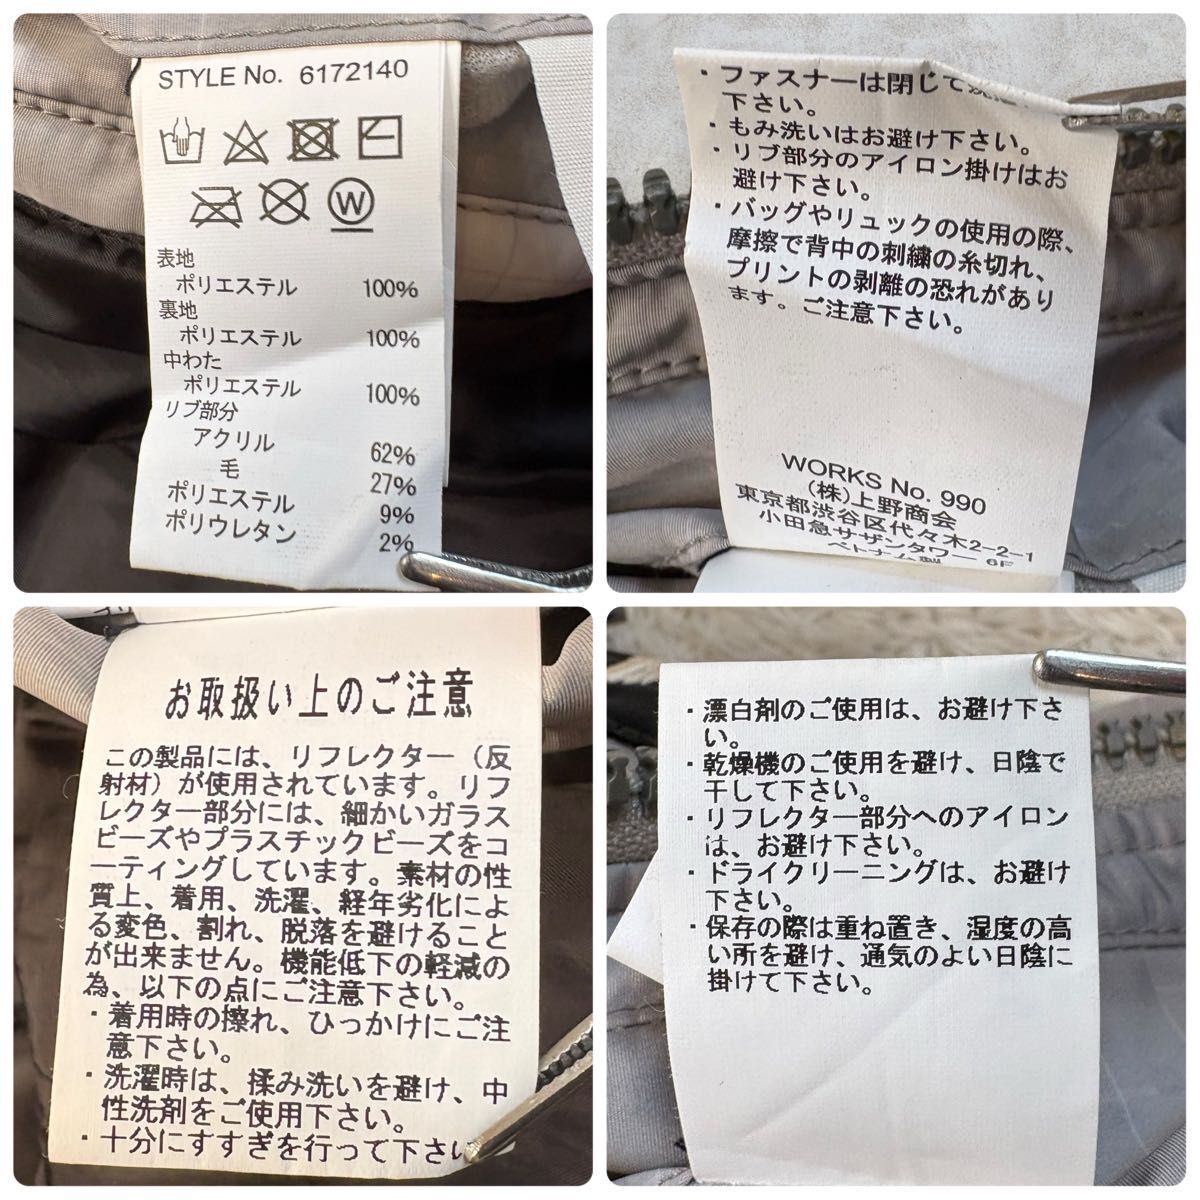 STYLE No. 6172140
W
表地
ポリエステル 100%
裏地
ポリエステル 100%
中わた
ポリエステル 100%
リブ部分
アクリル 62%
毛 27%
ポリエステル 9%
ポリウレタン 2%
・ファスナーは閉じて
下さい。
・もみ洗いはお避け下さい。
・リブ部分のアイロン掛けはお
避け下さい。
・バッグやリュックの使用の際、
摩擦で背中の刺繍の糸切れ、
プリントの剥離の恐れがあり
ます。ご注意下さい。
WORKS No. 990
(株)上野商会
東京都渋谷区代々木2-2-1
小田急サザンタワー 6F
ベトナム製
お取扱い上のご注意
この製品には、リフレクター（反
射材）が使用されています。リフ
レクター部分には、細かいガラス
ビーズやプラスチックビーズをコ
ーティングしています。素材の性
質上、着用、洗濯、経年劣化によ
る変色、割れ、脱落を避けること
が出来ません。機能低下の軽減の
為、以下の点にご注意下さい。
・着用時の擦れ、ひっかけにご注
意下さい。
・洗濯時は、揉み洗いを避け、中
性洗剤をご使用下さい。
・十分にすすぎを行って下さい
・漂白剤のご使用は、お避け下さ
い。
・乾燥機のご使用を避け、日陰で
干して下さい。
・リフレクター部分へのアイロン
は、お避け下さい。
・ドライクリーニングは、お避け
下さい。
・保存の際は重ね置き、湿度の高
い所を避け、通気のよい日陰に
掛けて下さい。